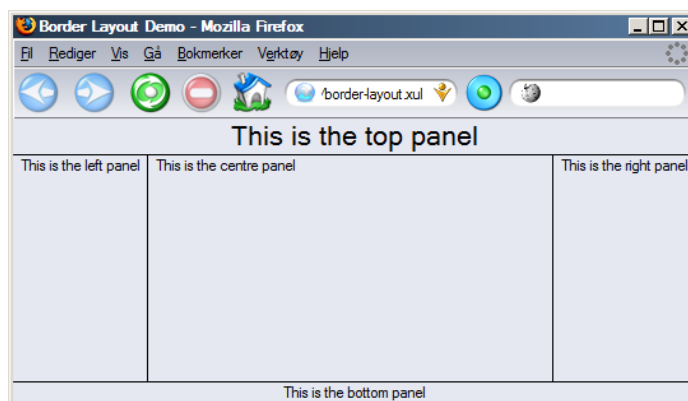 Border Layout Demo - Mozilla Firefox
Fil Rediger Vis Gå Bokmerker Verktøy Hjelp
/border-layout.xul
This is the top panel
This is the left panel
This is the centre panel
This is the right panel
This is the bottom panel